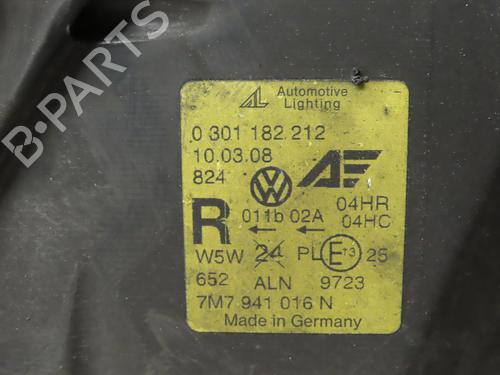 B-PARTS
AL Automotive
Lighting
0 301 182 212
10.03.08
824
04HR
R 011b 02A 04HC
← ←
W5W 24 PL E 25
652 ALN 9723
7M7 941 016 N
Made in Germany